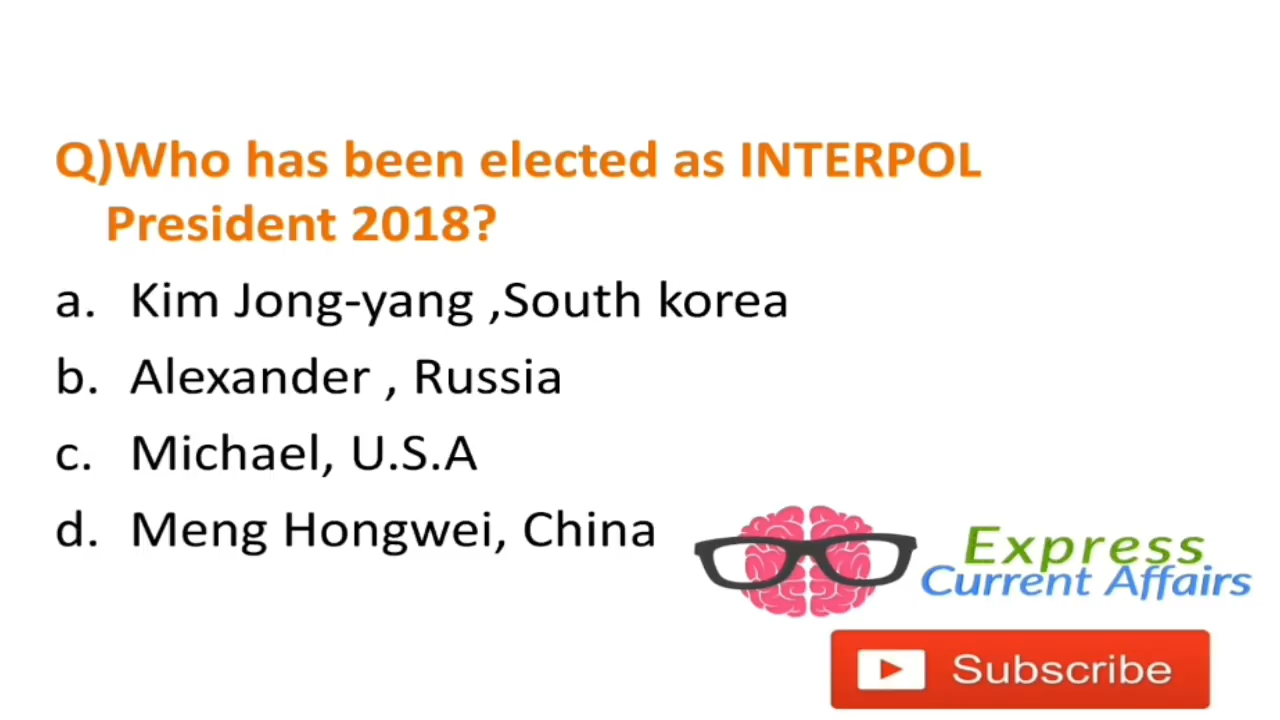 Q)Who has been elected as INTERPOL
President 2018?
a. Kim Jong-yang ,South korea
b. Alexander , Russia
c. Michael, U.S.A
d. Meng Hongwei, China
Express
Current Affairs
Subscribe